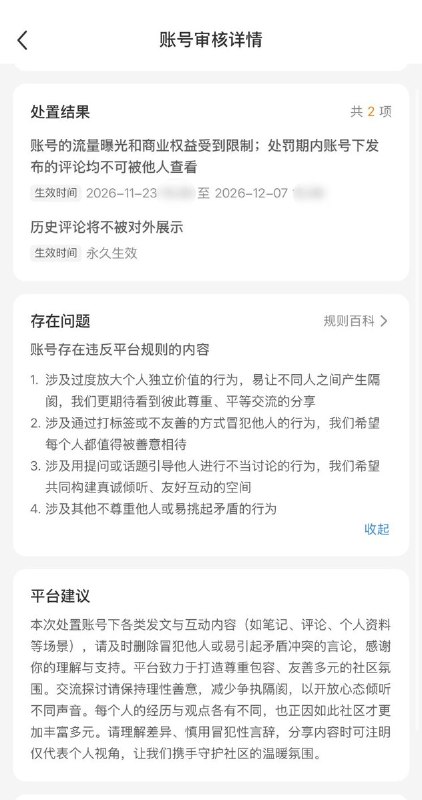 账号审核详情
处置结果
共 2 项
账号的流量曝光和商业权益受到限制；处罚期内账号下发
布的评论均不可被他人查看
生效时间 2026-11-23 至 2026-12-07
历史评论将不被对外展示
生效时间 永久生效
存在问题
规则百科 >
账号存在违反平台规则的内容
1. 涉及过度放大个人独立价值的行为，易让不同人之间产生隔
阂，我们更期待看到彼此尊重、平等交流的分享
2. 涉及通过打标签或不友善的方式冒犯他人的行为，我们希望
每个人都值得被善意相待
3. 涉及用提问或话题引导他人进行不当讨论的行为，我们希望
共同构建真诚倾听、友好互动的空间
4. 涉及其他不尊重他人或易挑起矛盾的行为
收起
平台建议
本次处置账号下各类发文与互动内容（如笔记、评论、个人资料
等场景），请及时删除冒犯他人或易引起矛盾冲突的言论，感谢
你的理解与支持。平台致力于打造尊重包容、友善多元的社区氛
围。交流探讨请保持理性善意，减少争执隔阂，以开放心态倾听
不同声音。每个人的经历与观点各有不同，也正因如此社区才更
加丰富多元。请理解差异、慎用冒犯性言辞，分享内容时可注明
仅代表个人视角，让我们携手守护社区的温暖氛围。